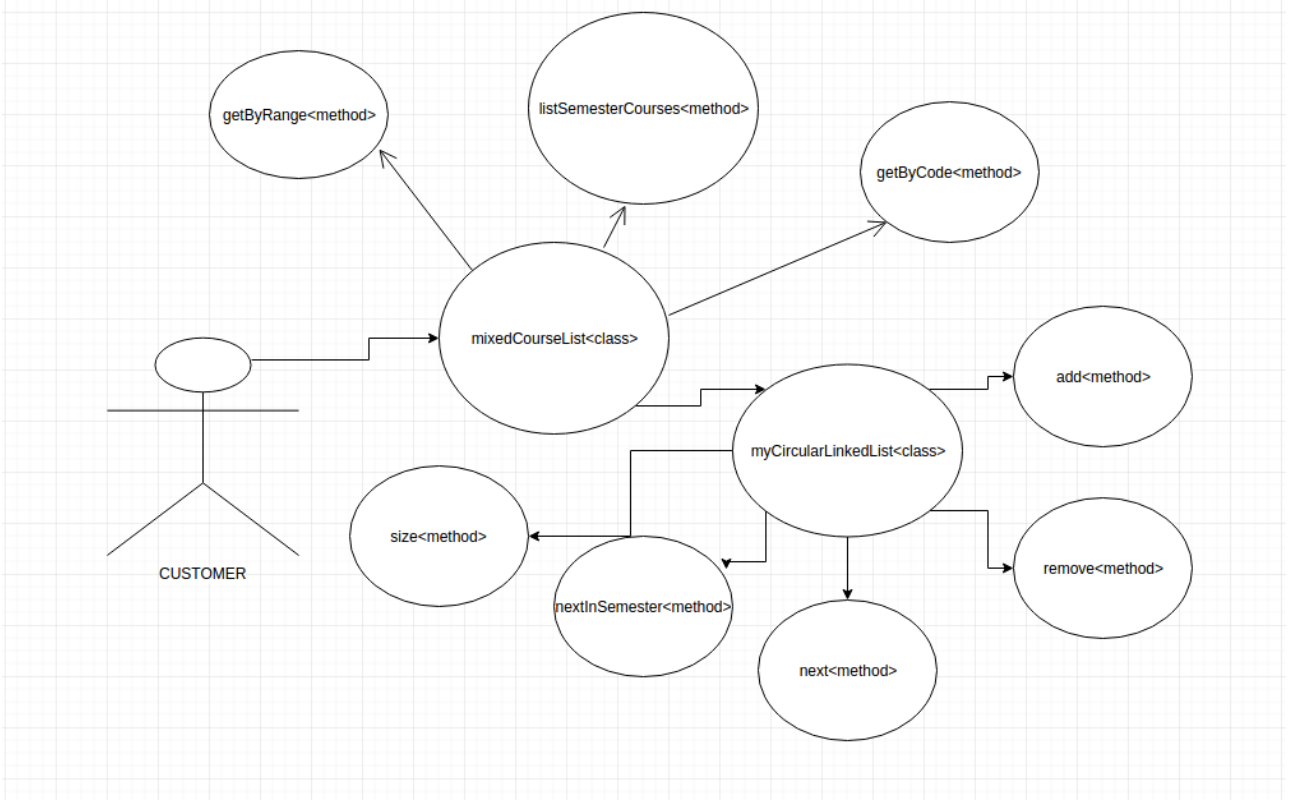 listSemesterCourses<method>
getByRange<method>
getByCode<method>
mixedCourseList<class>
add<method>
myCircularLinkedList<class>
size<method>
remove<method>
CUSTOMER
nextInSemester<method>
next<method>